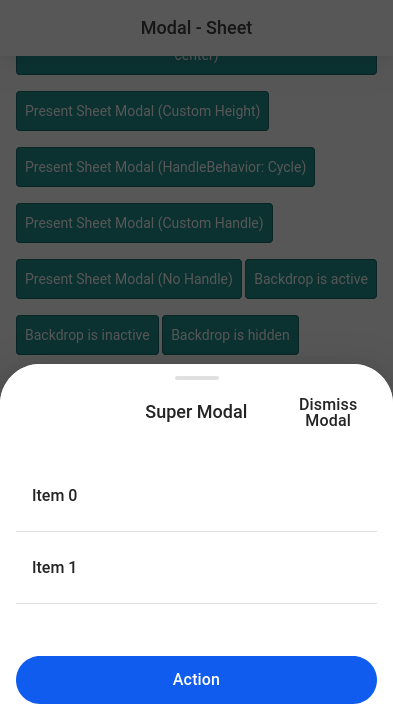 Modal - Sheet
center)
Present Sheet Modal (Custom Height)
Present Sheet Modal (HandleBehavior: Cycle)
Present Sheet Modal (Custom Handle)
Present Sheet Modal (No Handle)
Backdrop is active
Backdrop is inactive
Backdrop is hidden
Super Modal
Dismiss
Modal
Item 0
Item 1
Action